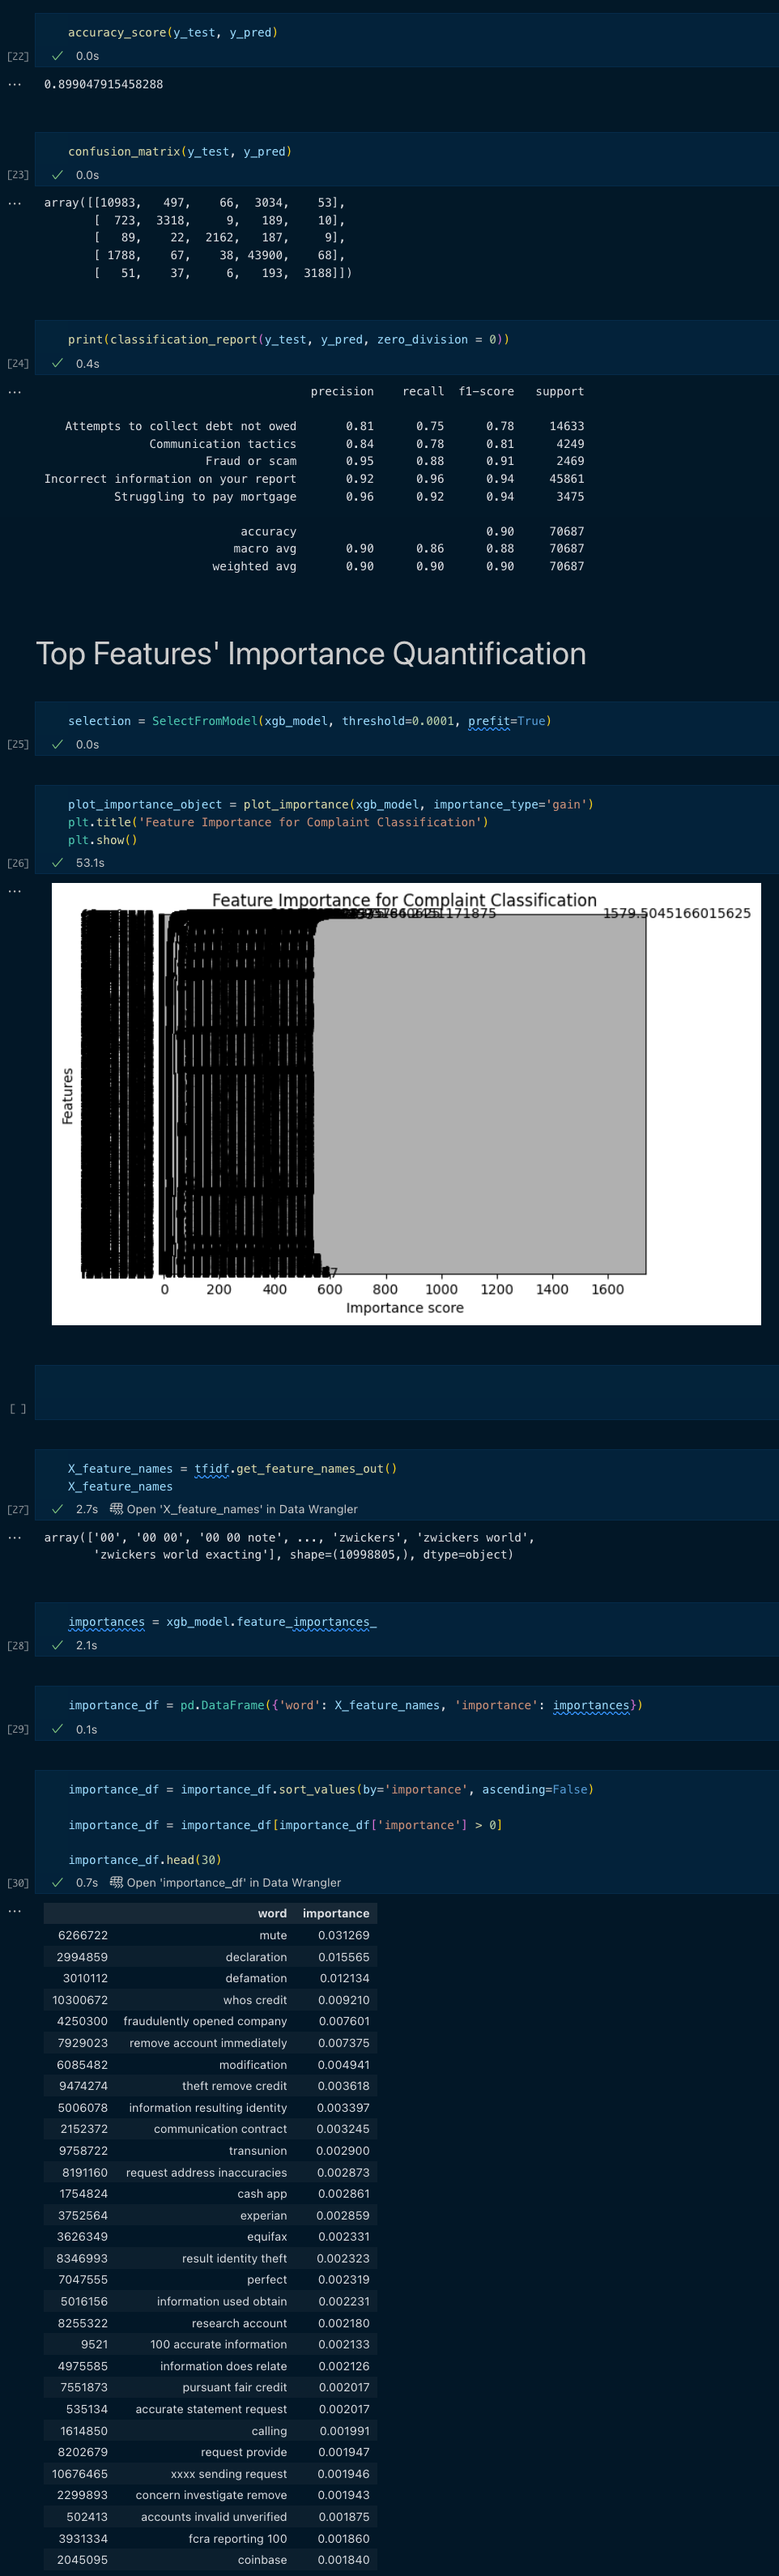 accuracy_score(y_test, y_pred)
[22]
0.0s
...
0.899047915458288
confusion_matrix(y_test, y_pred)
[23]
0.0s
...
array([[10983, 497, 66, 3034, 53],
[ 723, 3318, 9, 189, 10],
[ 89, 22, 2162, 187, 9],
[ 1788, 67, 38, 43900, 68],
[ 51, 37, 6, 193, 3188]])
print(classification_report(y_test, y_pred, zero_division = 0))
[24]
0.4s
...
precision recall f1-score support
Attempts to collect debt not owed 0.81 0.75 0.78 14633
Communication tactics 0.84 0.78 0.81 4249
Fraud or scam 0.95 0.88 0.91 2469
Incorrect information on your report 0.92 0.96 0.94 45861
Struggling to pay mortgage 0.96 0.92 0.94 3475
accuracy 0.90 70687
macro avg 0.90 0.86 0.88 70687
weighted avg 0.90 0.90 0.90 70687
Top Features' Importance Quantification
selection = SelectFromModel(xgb_model, threshold=0.0001, prefit=True)
[25]
0.0s
plot_importance_object = plot_importance(xgb_model, importance_type='gain')
plt.title('Feature Importance for Complaint Classification')
plt.show()
[26]
53.1s
...
Feature Importance for Complaint Classification
1579.5045166015625
Features
0 200 400 600 800 1000 1200 1400 1600
Importance score
[ ]
X_feature_names = tfidf.get_feature_names_out()
X_feature_names
[27]
2.7s Open 'X_feature_names' in Data Wrangler
...
array(['00', '00 00', '00 00 note', ..., 'zwickers', 'zwickers world',
'zwickers world exacting'], shape=(10998805,), dtype=object)
importances = xgb_model.feature_importances_
[28]
2.1s
importance_df = pd.DataFrame({'word': X_feature_names, 'importance': importances})
[29]
0.1s
importance_df = importance_df.sort_values(by='importance', ascending=False)
importance_df = importance_df[importance_df['importance'] > 0]
importance_df.head(30)
[30]
0.7s Open 'importance_df' in Data Wrangler
...
word importance
6266722 mute 0.031269
2994859 declaration 0.015565
3010112 defamation 0.012134
10300672 whos credit 0.009210
4250300 fraudulently opened company 0.007601
7929023 remove account immediately 0.007375
6085482 modification 0.004941
9474274 theft remove credit 0.003618
5006078 information resulting identity 0.003397
2152372 communication contract 0.003245
9758722 transunion 0.002900
8191160 request address inaccuracies 0.002873
1754824 cash app 0.002861
3752564 experian 0.002859
3626349 equifax 0.002331
8346993 result identity theft 0.002323
7047555 perfect 0.002319
5016156 information used obtain 0.002231
8255322 research account 0.002180
9521 100 accurate information 0.002133
4975585 information does relate 0.002126
7551873 pursuant fair credit 0.002017
535134 accurate statement request 0.002017
1614850 calling 0.001991
8202679 request provide 0.001947
10676465 xxxx sending request 0.001946
2299893 concern investigate remove 0.001943
502413 accounts invalid unverified 0.001875
3931334 fcra reporting 100 0.001860
2045095 coinbase 0.001840